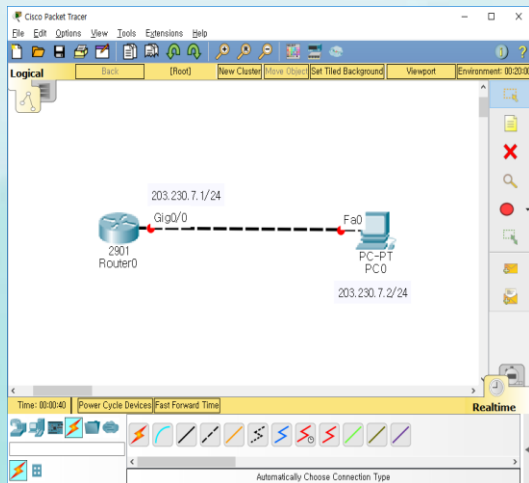 Cisco Packet Tracer
File Edit Options View Tools Extensions Help
Logical Back [Root] New Cluster Move Object Set Tiled Background Viewport Environment: 00:20:00
203.230.7.1/24
Gig0/0
Fa0
2901
Router0
PC-PT
PC0
203.230.7.2/24
Time: 00:00:40 Power Cycle Devices Fast Forward Time Realtime
Automatically Choose Connection Type